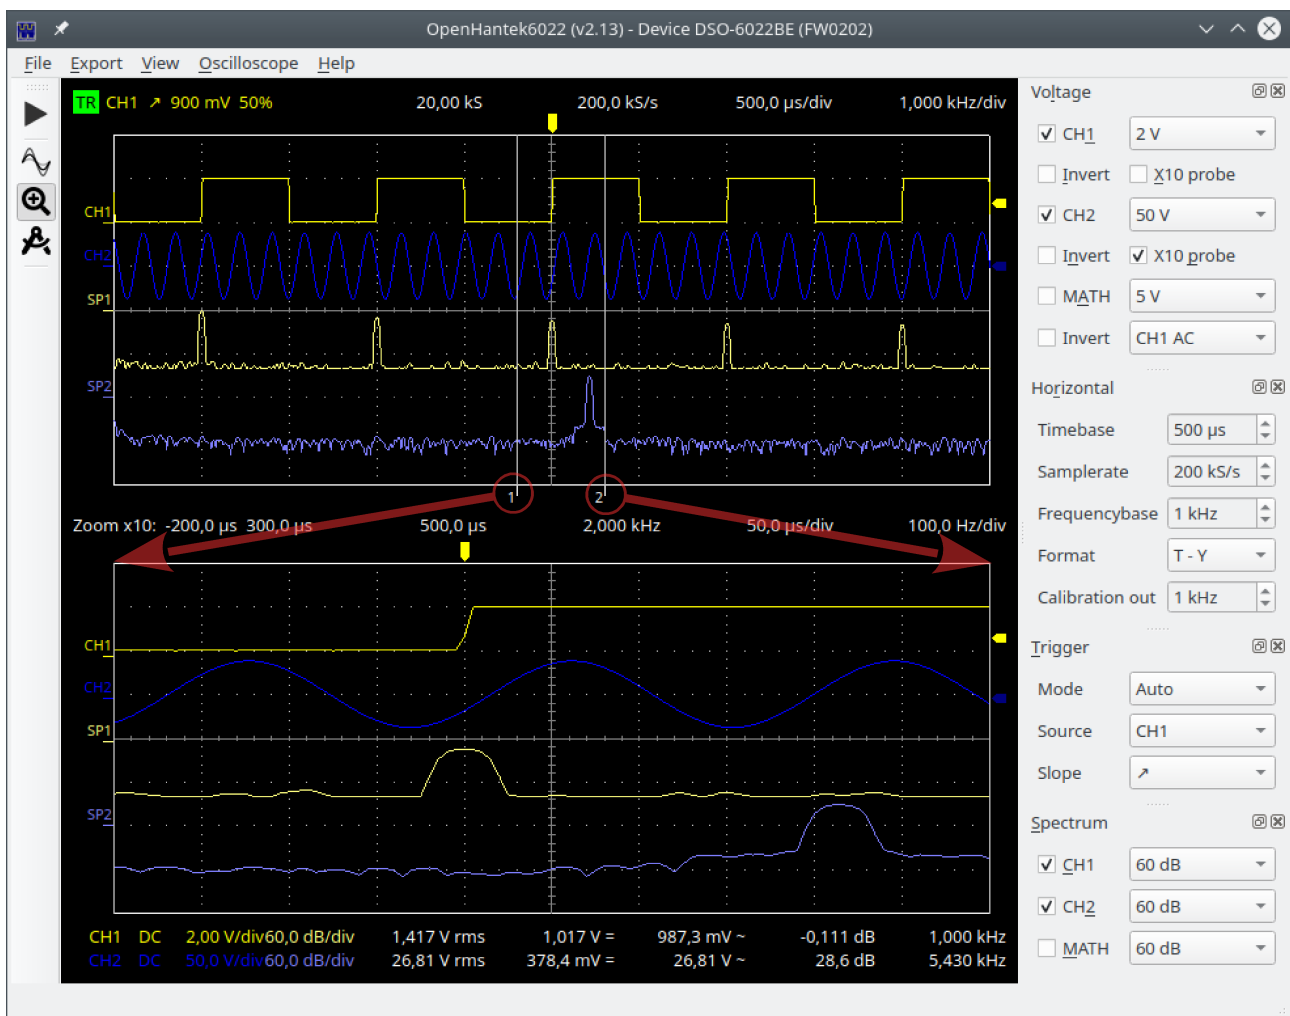 OpenHantek6022 (v2.13) - Device DSO-6022BE (FW0202)
File Export View Oscilloscope Help
TR CH1 ↗ 900 mV 50% 20,00 kS 200,0 kS/s 500,0 µs/div 1,000 kHz/div
CH1
CH2
SP1
SP2
1 2
Zoom x10: -200,0 µs 300,0 µs 500,0 µs 2,000 kHz 50,0 µs/div 100,0 Hz/div
CH1
CH2
SP1
SP2
CH1 DC 2,00 V/div 60,0 dB/div 1,417 V rms 1,017 V = 987,3 mV ~ -0,111 dB 1,000 kHz
CH2 DC 50,0 V/div 60,0 dB/div 26,81 V rms 378,4 mV = 26,81 V ~ 28,6 dB 5,430 kHz
Voltage
CH1 2 V
Invert X10 probe
CH2 50 V
Invert X10 probe
MATH 5 V
Invert CH1 AC
Horizontal
Timebase 500 µs
Samplerate 200 kS/s
Frequencybase 1 kHz
Format T - Y
Calibration out 1 kHz
Trigger
Mode Auto
Source CH1
Slope ↗
Spectrum
CH1 60 dB
CH2 60 dB
MATH 60 dB